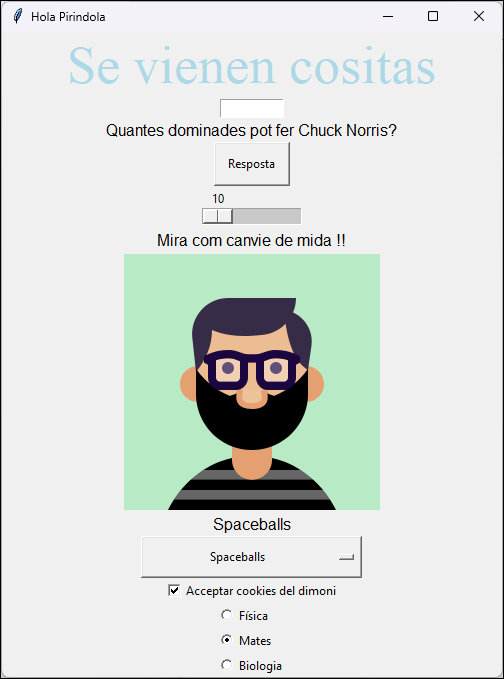 Hola Pirindola
Se vienen cositas
Quantes dominades pot fer Chuck Norris?
Resposta
10
Mira com canvie de mida !!
Spaceballs
Spaceballs
Acceptar cookies del dimoni
Física
Mates
Biologia